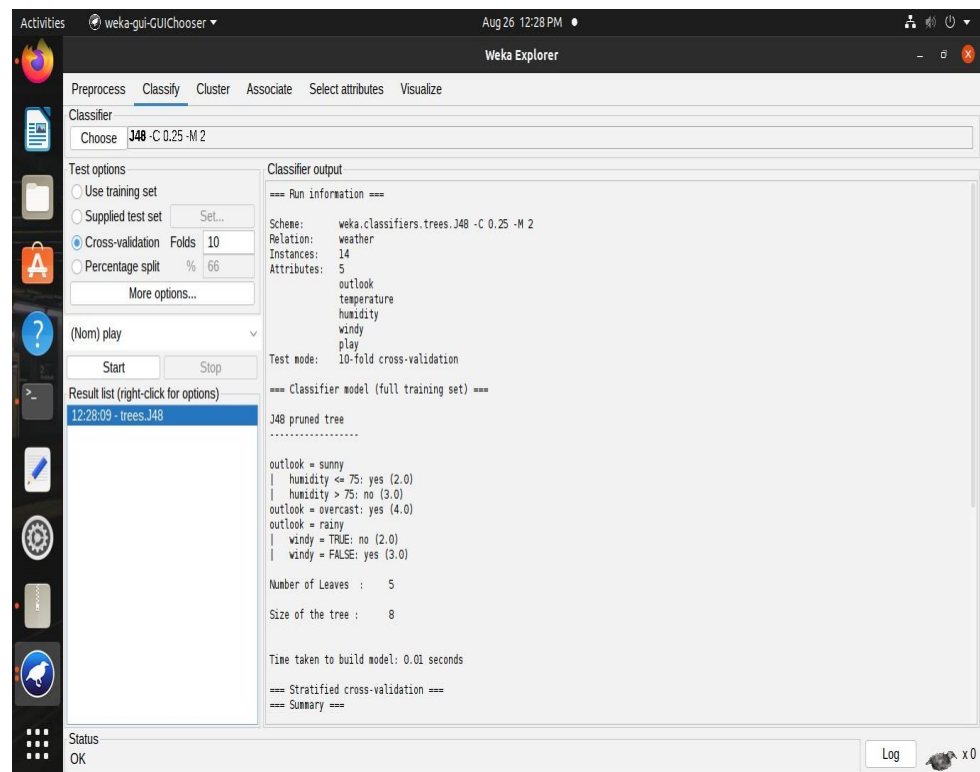 Activities weka-gui-GUIChooser Aug 26 12:28 PM
Weka Explorer
Preprocess Classify Cluster Associate Select attributes Visualize
Classifier
Choose J48 -C 0.25 -M 2
Test options
Use training set
Supplied test set Set...
Cross-validation Folds 10
Percentage split % 66
More options...
(Nom) play
Start Stop
Result list (right-click for options)
12:28:09 - trees.J48
Classifier output
=== Run information ===
Scheme: weka.classifiers.trees.J48 -C 0.25 -M 2
Relation: weather
Instances: 14
Attributes: 5
outlook
temperature
humidity
windy
play
Test mode: 10-fold cross-validation
=== Classifier model (full training set) ===
J48 pruned tree
------------------
outlook = sunny
| humidity <= 75: yes (2.0)
| humidity > 75: no (3.0)
outlook = overcast: yes (4.0)
outlook = rainy
| windy = TRUE: no (2.0)
| windy = FALSE: yes (3.0)
Number of Leaves : 5
Size of the tree : 8
Time taken to build model: 0.01 seconds
=== Stratified cross-validation ===
=== Summary ===
Status
OK
Log x 0